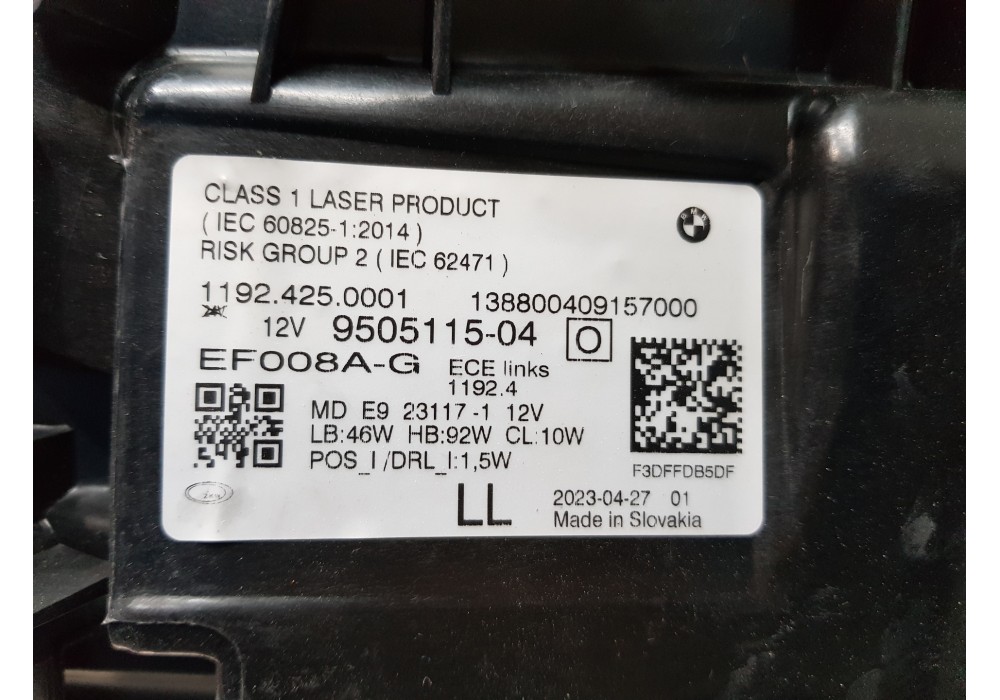 CLASS 1 LASER PRODUCT
( IEC 60825-1:2014 )
RISK GROUP 2 ( IEC 62471 )
BMW
1192.425.0001 138800409157000
12V 9505115-04 O
EF008A-G ECE links
1192.4
MD E9 23117 -1 12V
LB:46W HB:92W CL:10W
POS_I /DRL_I:1,5W
F3DFFDB5DF
ZKW
LL 2023-04-27 01
Made in Slovakia